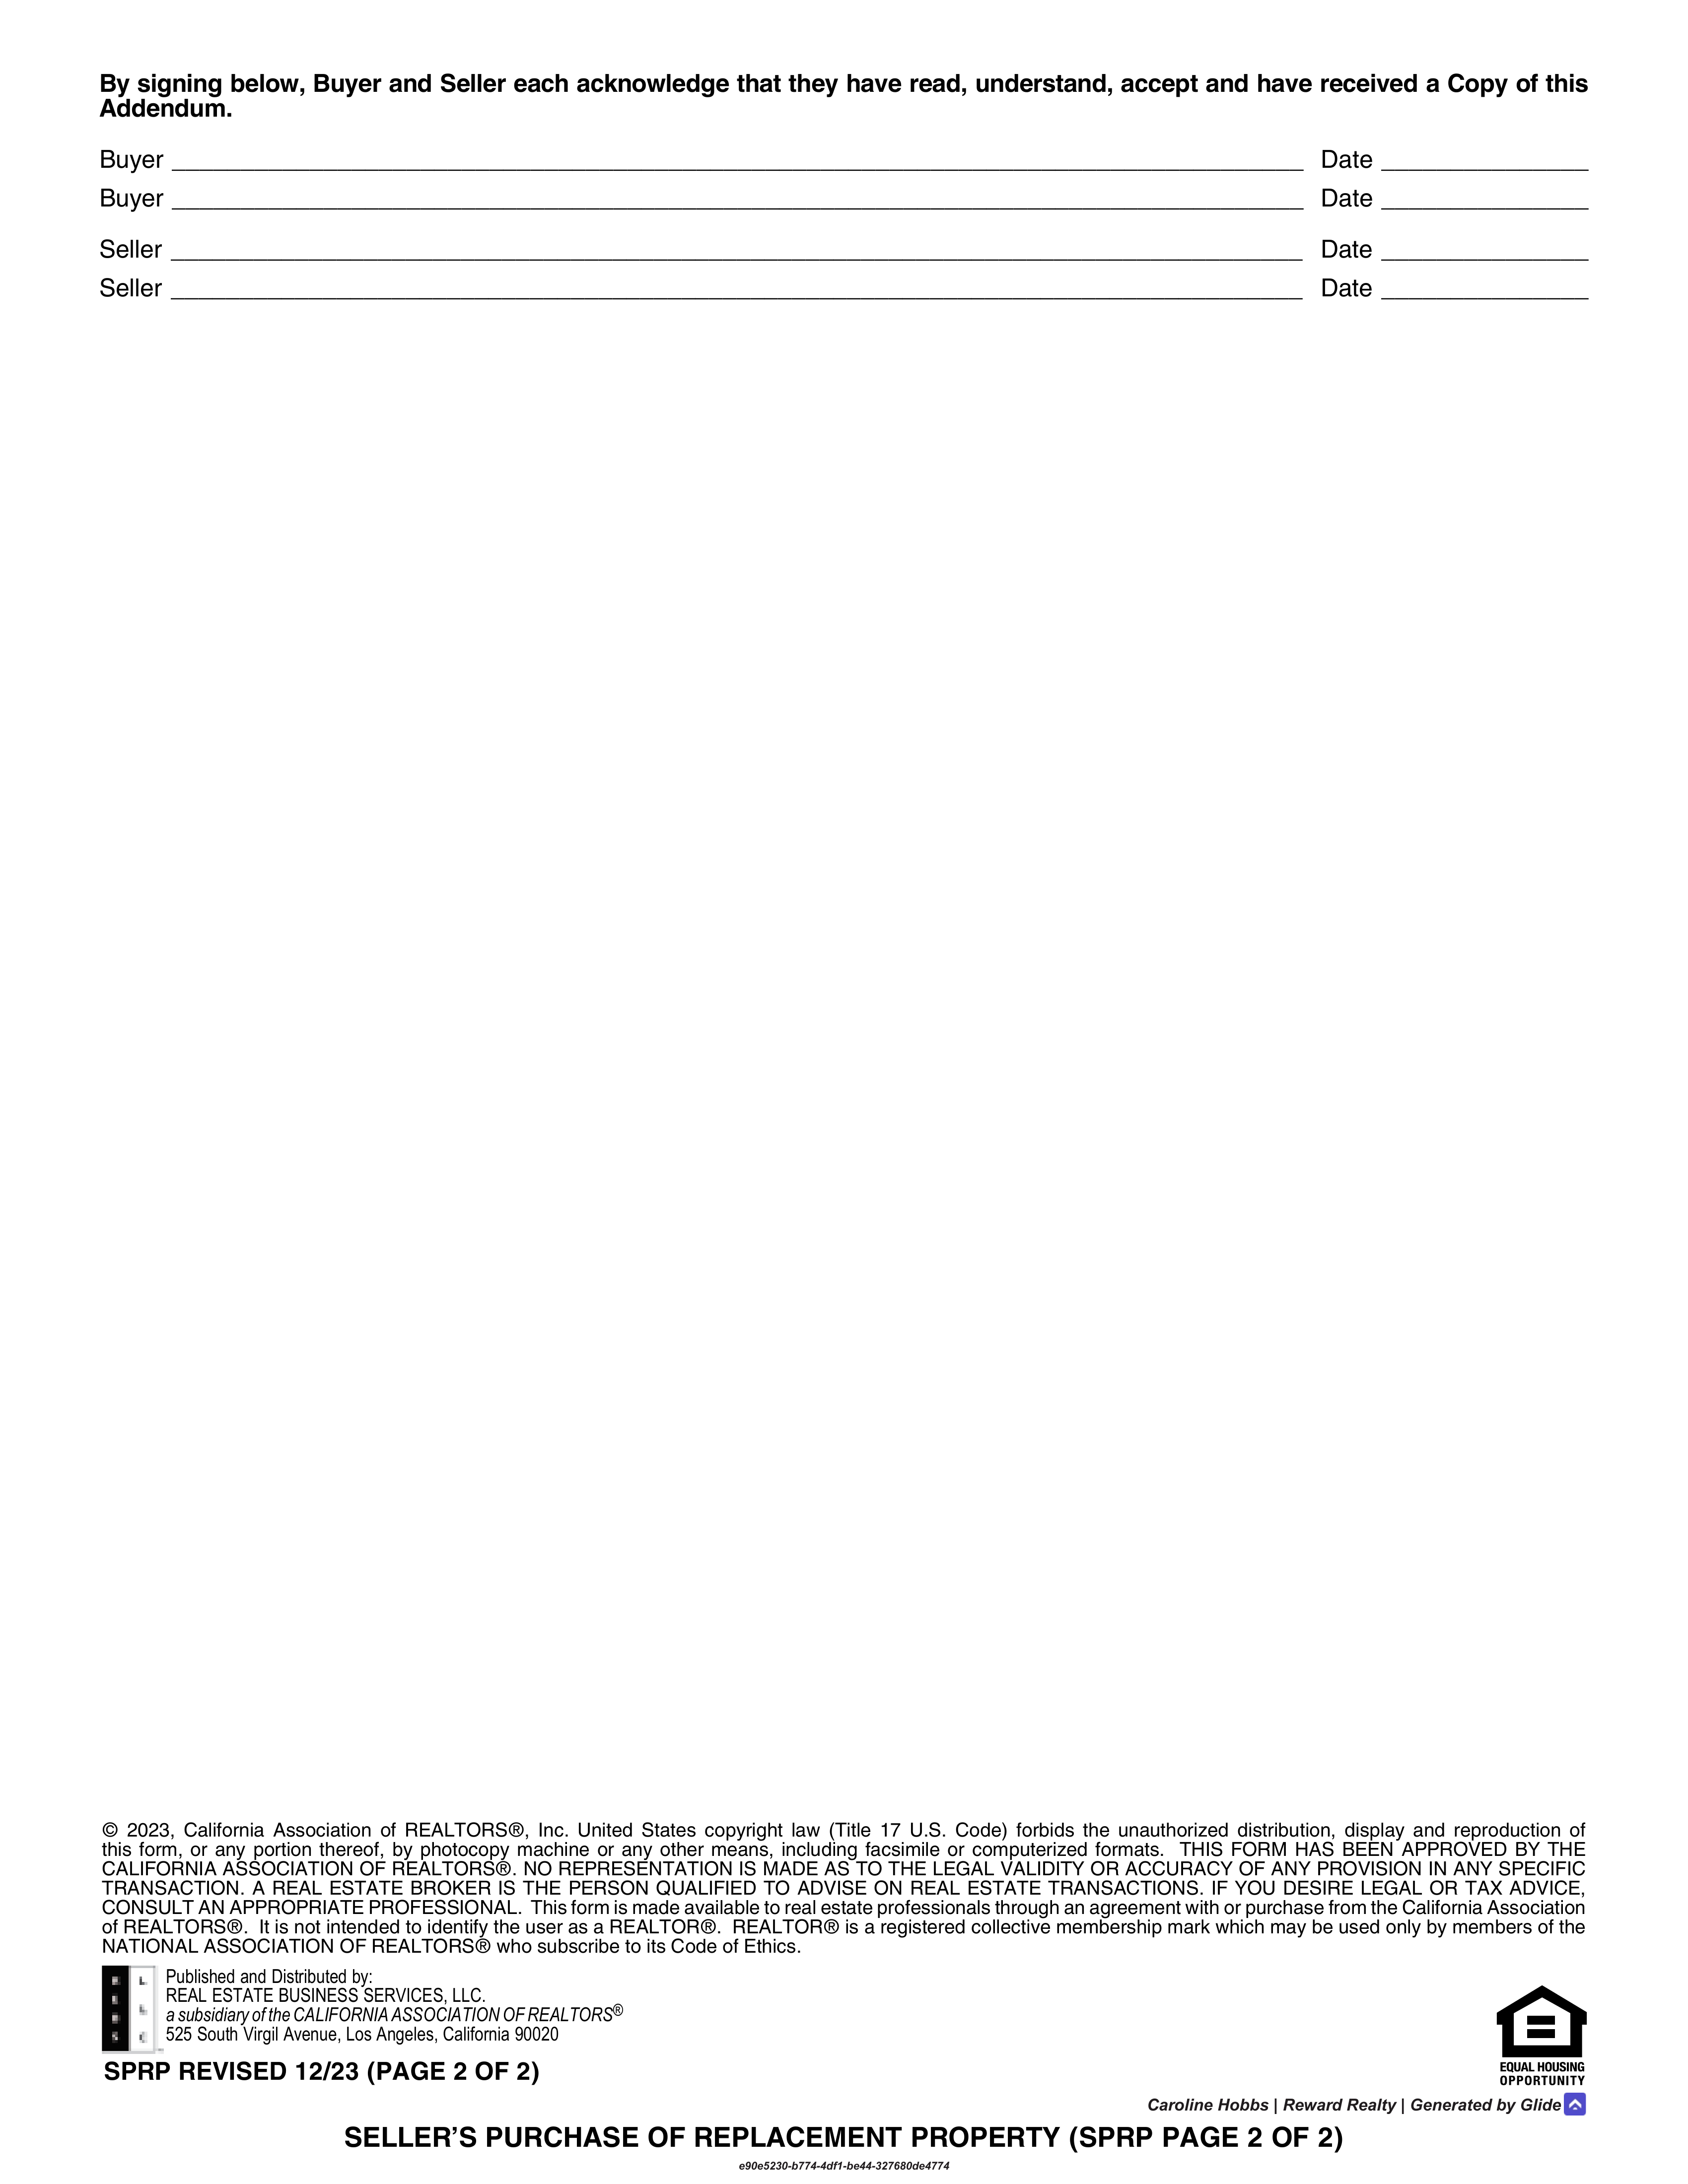 By signing below, Buyer and Seller each acknowledge that they have read, understand, accept and have received a Copy of this
Addendum.
Buyer Date
Buyer Date
Seller Date
Seller Date
© 2023, California Association of REALTORS®, Inc. United States copyright law (Title 17 U.S. Code) forbids the unauthorized distribution, display and reproduction of
this form, or any portion thereof, by photocopy machine or any other means, including facsimile or computerized formats. THIS FORM HAS BEEN APPROVED BY THE
CALIFORNIA ASSOCIATION OF REALTORS®. NO REPRESENTATION IS MADE AS TO THE LEGAL VALIDITY OR ACCURACY OF ANY PROVISION IN ANY SPECIFIC
TRANSACTION. A REAL ESTATE BROKER IS THE PERSON QUALIFIED TO ADVISE ON REAL ESTATE TRANSACTIONS. IF YOU DESIRE LEGAL OR TAX ADVICE,
CONSULT AN APPROPRIATE PROFESSIONAL. This form is made available to real estate professionals through an agreement with or purchase from the California Association
of REALTORS®. It is not intended to identify the user as a REALTOR®. REALTOR® is a registered collective membership mark which may be used only by members of the
NATIONAL ASSOCIATION OF REALTORS® who subscribe to its Code of Ethics.
Published and Distributed by:
REAL ESTATE BUSINESS SERVICES, LLC.
a subsidiary of the CALIFORNIA ASSOCIATION OF REALTORS®
525 South Virgil Avenue, Los Angeles, California 90020
SPRP REVISED 12/23 (PAGE 2 OF 2)
EQUAL HOUSING
OPPORTUNITY
Caroline Hobbs | Reward Realty | Generated by Glide
SELLER'S PURCHASE OF REPLACEMENT PROPERTY (SPRP PAGE 2 OF 2)
e90e5230-b774-4df1-be44-327680de4774